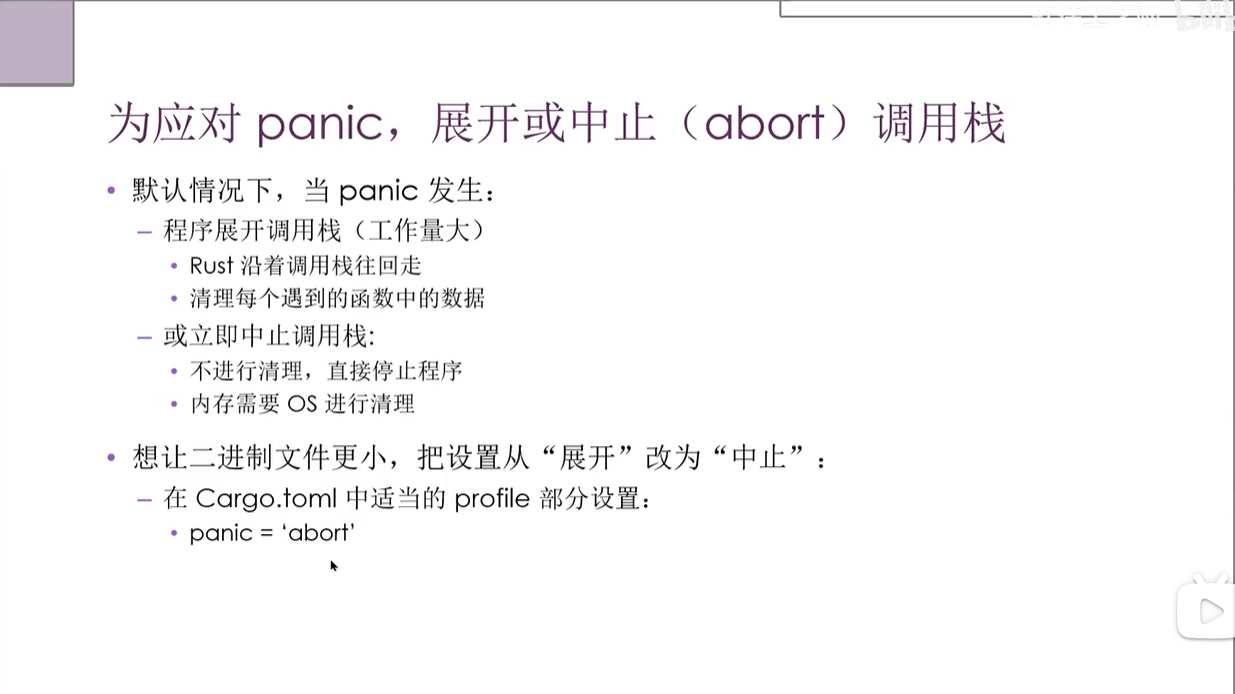 为应对 panic，展开或中止（abort）调用栈
• 默认情况下，当 panic 发生：
– 程序展开调用栈（工作量大）
• Rust 沿着调用栈往回走
• 清理每个遇到的函数中的数据
– 或立即中止调用栈:
• 不进行清理，直接停止程序
• 内存需要 OS 进行清理
• 想让二进制文件更小，把设置从“展开”改为“中止”：
– 在 Cargo.toml 中适当的 profile 部分设置：
• panic = ‘abort’